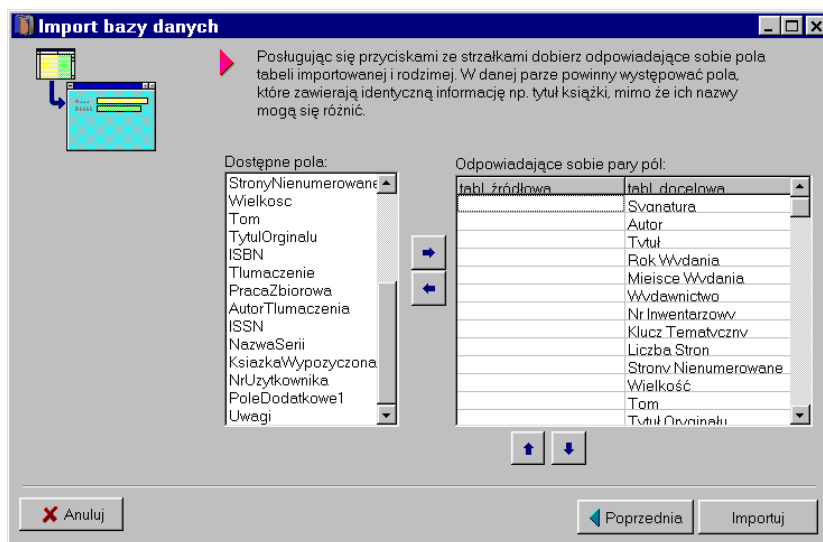 Import bazy danych
Posługując się przyciskami ze strzałkami dobierz odpowiadające sobie pola
tabeli importowanej i rodzimej. W danej parze powinny występować pola,
które zawierają identyczną informację np. tytuł książki, mimo że ich nazwy
mogą się różnić.
Dostępne pola:
StronyNienumerowane
Wielkosc
Tom
TytulOrginalu
ISBN
Tlumaczenie
PracaZbiorowa
AutorTlumaczenia
ISSN
NazwaSerii
KsiazkaWypozyczona
NrUzytkownika
PoleDodatkowe1
Uwagi
Odpowiadające sobie pary pól:
tabl. źródłowa tabl. docelowa
Sygnatura
Autor
Tytuł
Rok Wydania
Miejsce Wydania
Wydawnictwo
Nr Inwentarzowy
Klucz Tematyczny
Liczba Stron
Strony Nienumerowane
Wielkość
Tom
Tytuł Oryginału
Anuluj
Poprzednia
Importuj